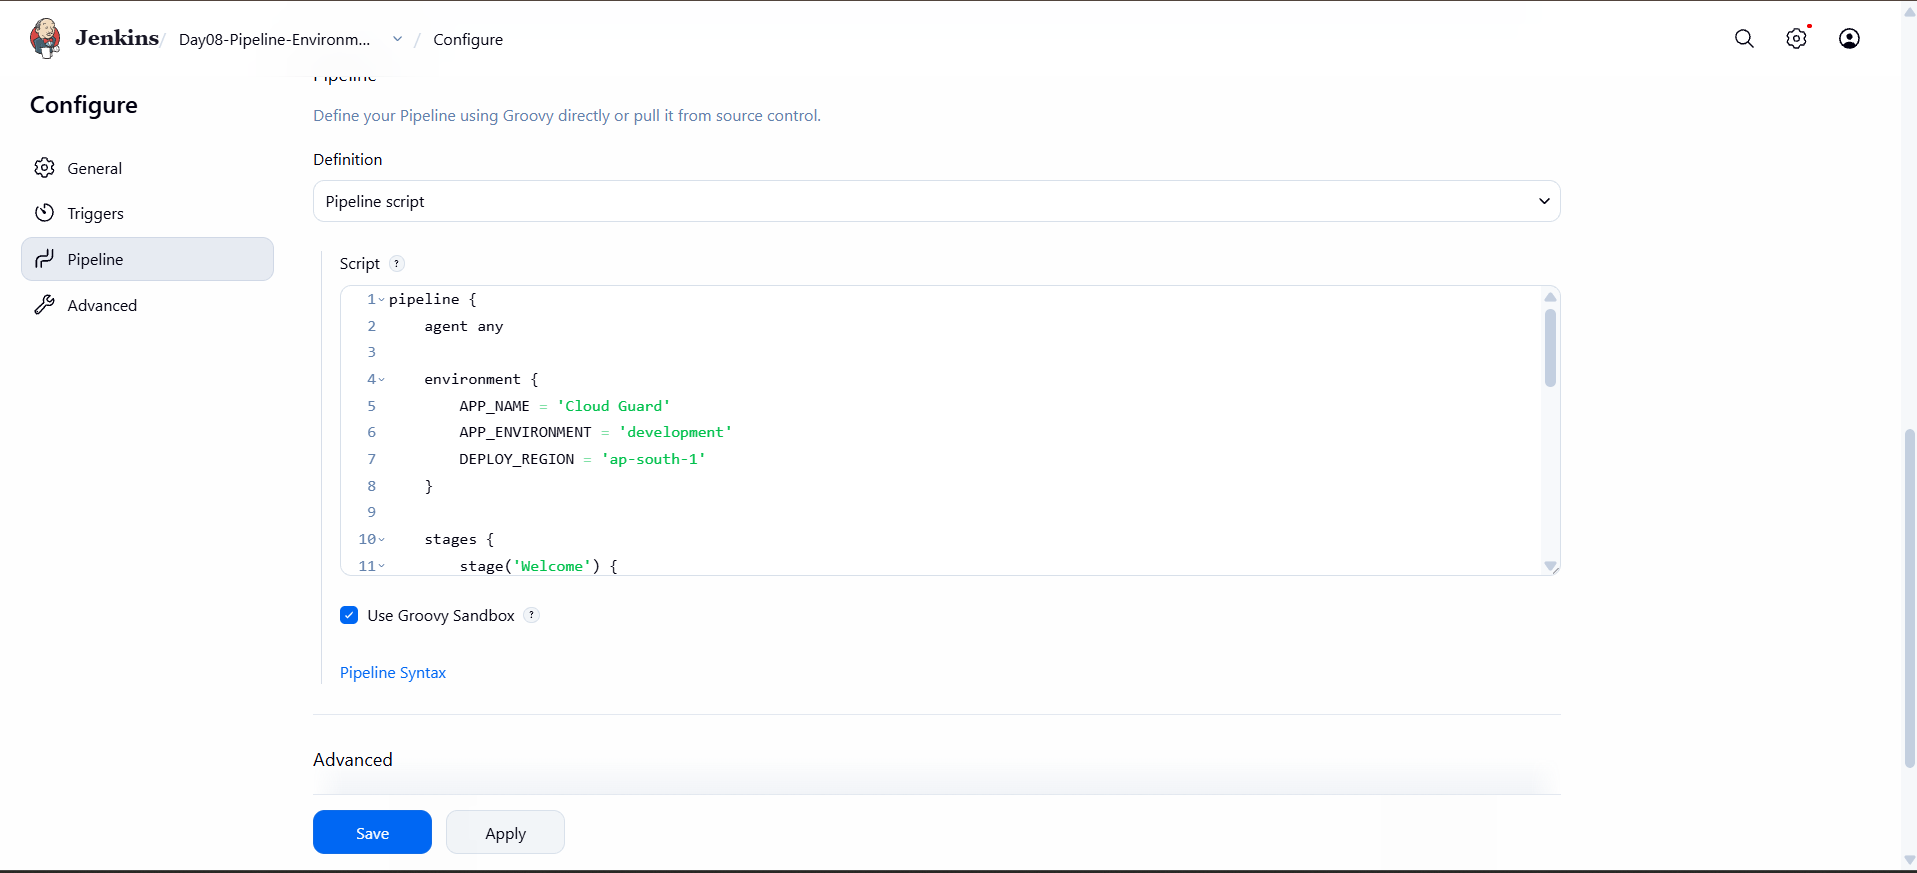 Jenkins / Day08-Pipeline-Environm... / Configure
Configure
General
Triggers
Pipeline
Advanced
Pipeline
Define your Pipeline using Groovy directly or pull it from source control.
Definition
Pipeline script
Script ?
1 pipeline {
2     agent any
3
4     environment {
5         APP_NAME = 'Cloud Guard'
6         APP_ENVIRONMENT = 'development'
7         DEPLOY_REGION = 'ap-south-1'
8     }
9
10     stages {
11         stage('Welcome') {
Use Groovy Sandbox ?
Pipeline Syntax
Advanced
Save
Apply